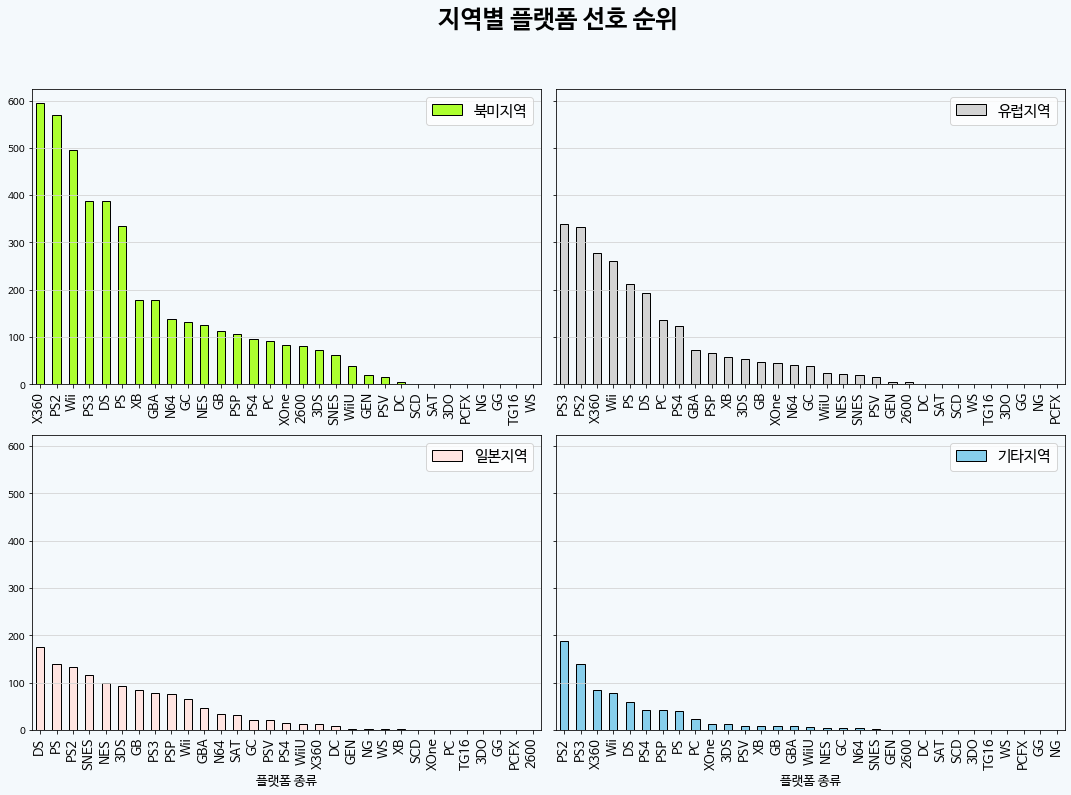 지역별 플랫폼 선호 순위
북미지역
600
500
400
300
200
100
0
X360 PS2 Wii PS3 DS PS XB GBA N64 GC NES GB PSP PS4 PC XOne 2600 3DS SNES WiiU GEN PSV DC SCD SAT 3DO PCFX NG GG TG16 WS
유럽지역
PS3 PS2 X360 Wii PS DS PC PS4 GBA PSP XB 3DS GB XOne N64 GC WiiU NES SNES PSV GEN 2600 DC SAT SCD WS TG16 3DO GG NG PCFX
일본지역
600
500
400
300
200
100
0
DS PS PS2 SNES NES 3DS GB PS3 PSP Wii GBA N64 SAT GC PSV PS4 WiiU X360 DC GEN NG WS XB SCD XOne PC TG16 3DO GG PCFX 2600
플랫폼 종류
기타지역
PS2 PS3 X360 Wii DS PS4 PSP PS PC XOne 3DS PSV XB GB GBA WiiU NES GC N64 SNES GEN 2600 DC SAT SCD 3DO TG16 WS PCFX GG NG
플랫폼 종류